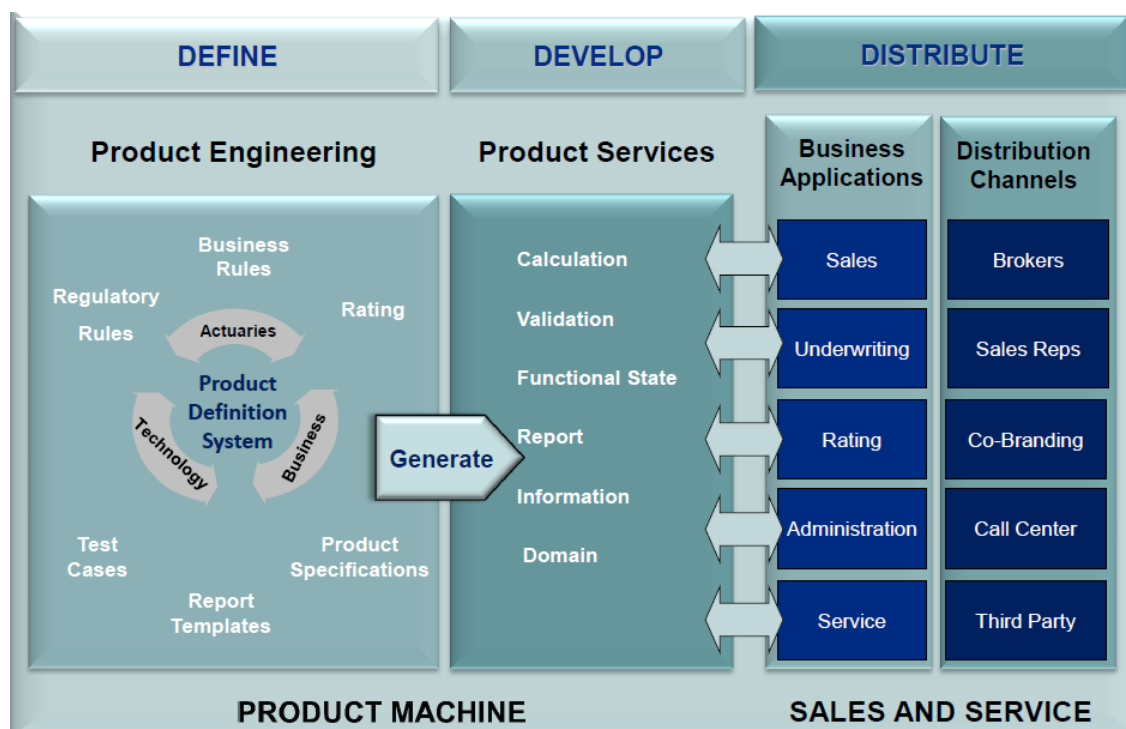 DEFINE
DEVELOP
DISTRIBUTE
Product Engineering
Product Services
Business
Applications
Distribution
Channels
Business
Rules
Regulatory
Rules
Rating
Actuaries
Product
Definition
System
Technology
Business
Generate
Test
Cases
Product
Specifications
Report
Templates
Calculation
Validation
Functional State
Report
Information
Domain
Sales
Underwriting
Rating
Administration
Service
Brokers
Sales Reps
Co-Branding
Call Center
Third Party
PRODUCT MACHINE
SALES AND SERVICE